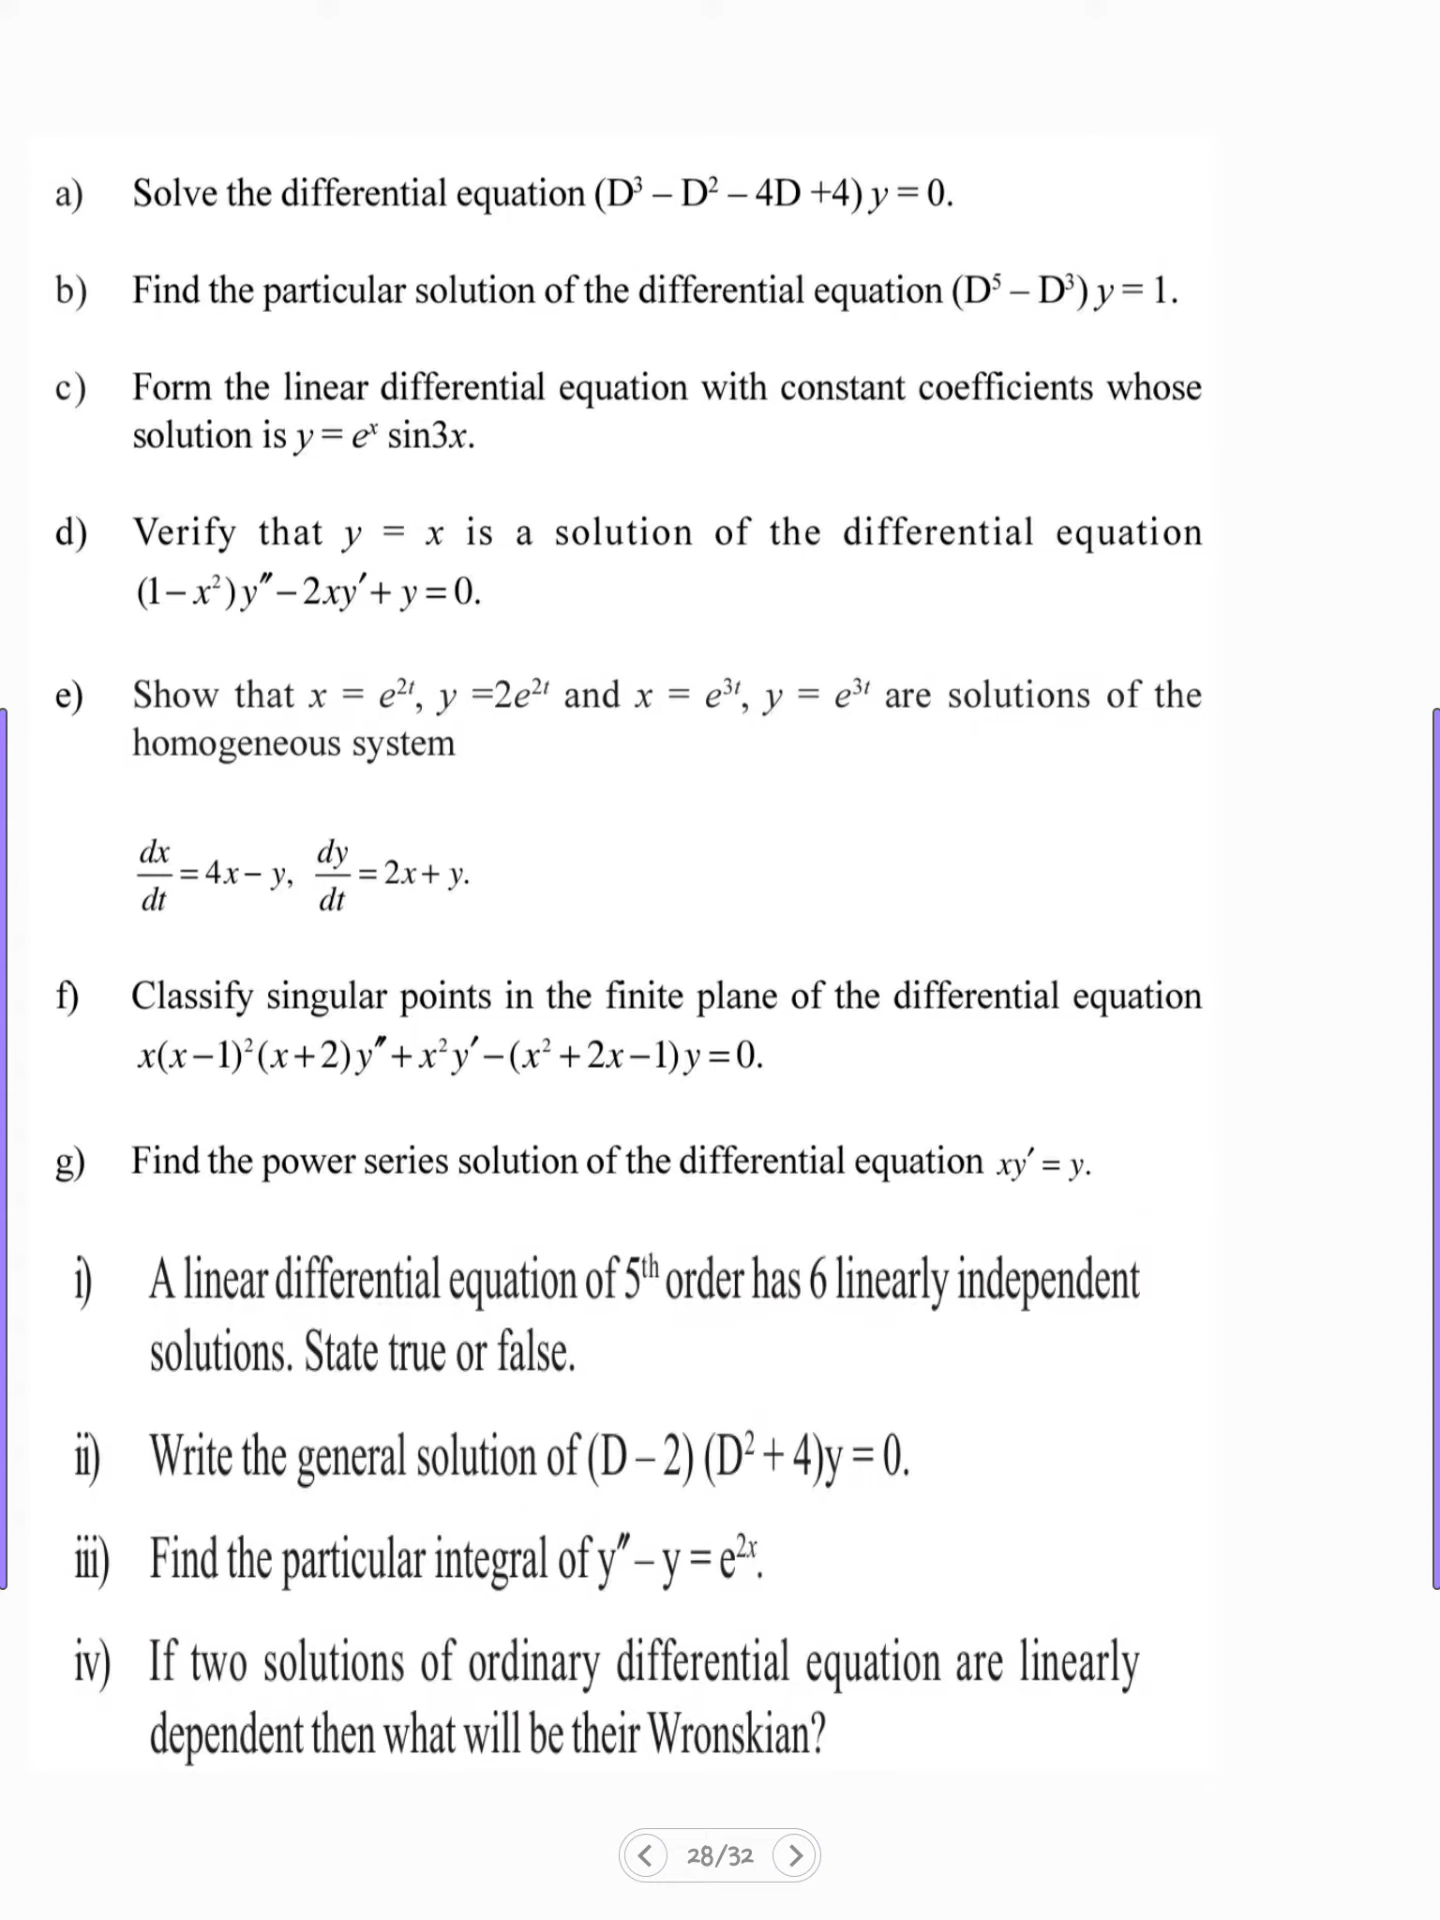 a) Solve the differential equation (D³ – D² – 4D +4) y = 0.
b) Find the particular solution of the differential equation (D⁵ – D³) y = 1.
c) Form the linear differential equation with constant coefficients whose
solution is y = eˣ sin3x.
d) Verify that y = x is a solution of the differential equation
(1–x²)y″–2xy′+y=0.
e) Show that x = e²ᵗ, y =2e²ᵗ and x = e³ᵗ, y = e³ᵗ are solutions of the
homogeneous system
dx/dt = 4x – y, dy/dt = 2x + y.
f) Classify singular points in the finite plane of the differential equation
x(x–1)²(x+2)y″+x²y′–(x²+2x–1)y=0.
g) Find the power series solution of the differential equation xy′ = y.
i) A linear differential equation of 5ᵗʰ order has 6 linearly independent
solutions. State true or false.
ii) Write the general solution of (D – 2) (D² + 4)y = 0.
iii) Find the particular integral of y″ – y = e²ˣ.
iv) If two solutions of ordinary differential equation are linearly
dependent then what will be their Wronskian?
28/32